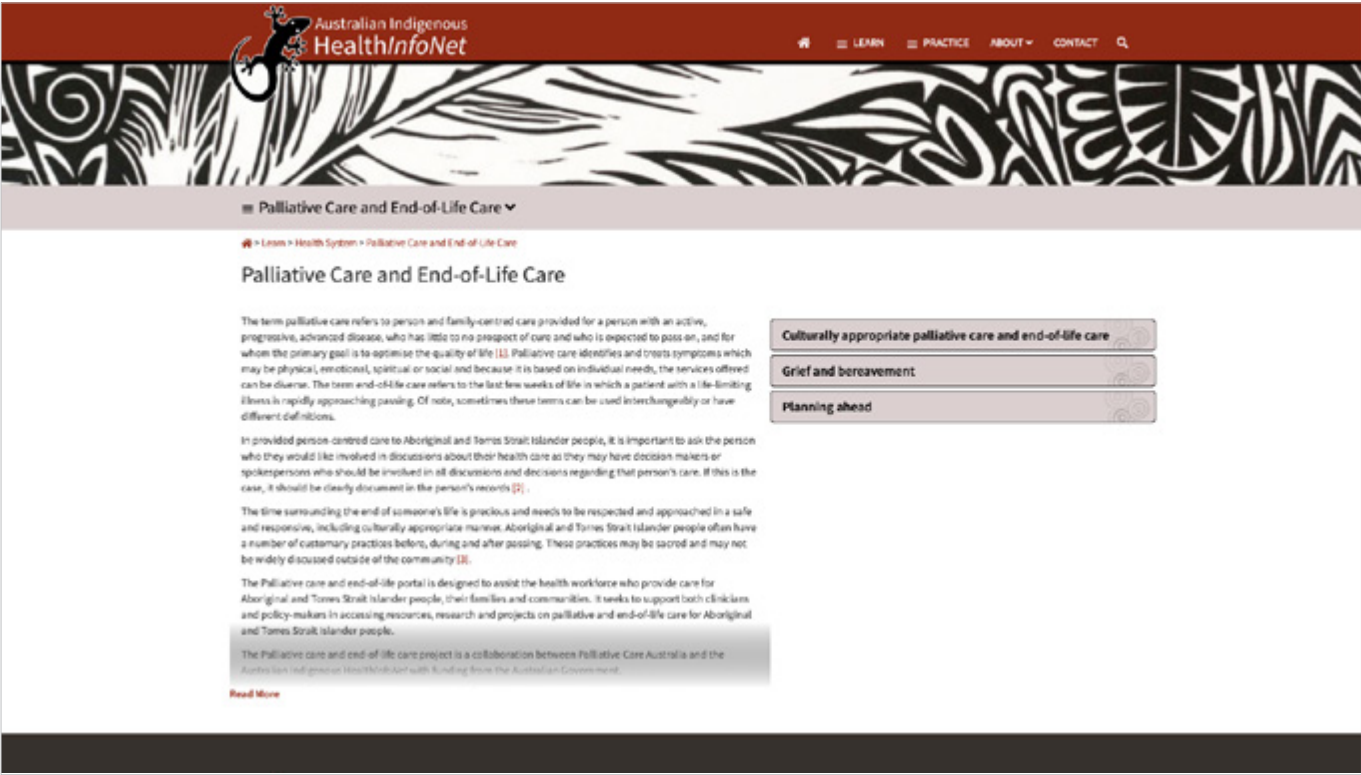 Australian Indigenous
HealthInfoNet
LEARN
PRACTICE
ABOUT
CONTACT
Palliative Care and End-of-Life Care
> Learn > Health System > Palliative Care and End-of-Life Care
Palliative Care and End-of-Life Care
The term palliative care refers to person and family-centred care provided for a person with an active,
progressive, advanced disease, who has little to no prospect of cure and who is expected to pass on, and for
whom the primary goal is to optimise the quality of life [1]. Palliative care identifies and treats symptoms which
may be physical, emotional, spiritual or social and because it is based on individual needs, the services offered
can be diverse. The term end-of-life care refers to the last few weeks of life in which a patient with a life-limiting
illness is rapidly approaching passing. Of note, sometimes these terms can be used interchangeably or have
different definitions.
In provided person-centred care to Aboriginal and Torres Strait Islander people, it is important to ask the person
who they would like involved in discussions about their health care as they may have decision makers or
spokespersons who should be involved in all discussions and decisions regarding that person's care. If this is the
case, it should be clearly document in the person's records [2] .
The time surrounding the end of someone's life is precious and needs to be respected and approached in a safe
and responsive, including culturally appropriate manner. Aboriginal and Torres Strait Islander people often have
a number of customary practices before, during and after passing. These practices may be sacred and may not
be widely discussed outside of the community [3].
The Palliative care and end-of-life portal is designed to assist the health workforce who provide care for
Aboriginal and Torres Strait Islander people, their families and communities. It seeks to support both clinicians
and policy-makers in accessing resources, research and projects on palliative and end-of-life care for Aboriginal
and Torres Strait Islander people.
The Palliative care and end-of-life care project is a collaboration between Palliative Care Australia and the
Australian Indigenous HealthInfoNet with funding from the Australian Government.
Read More
Culturally appropriate palliative care and end-of-life care
Grief and bereavement
Planning ahead